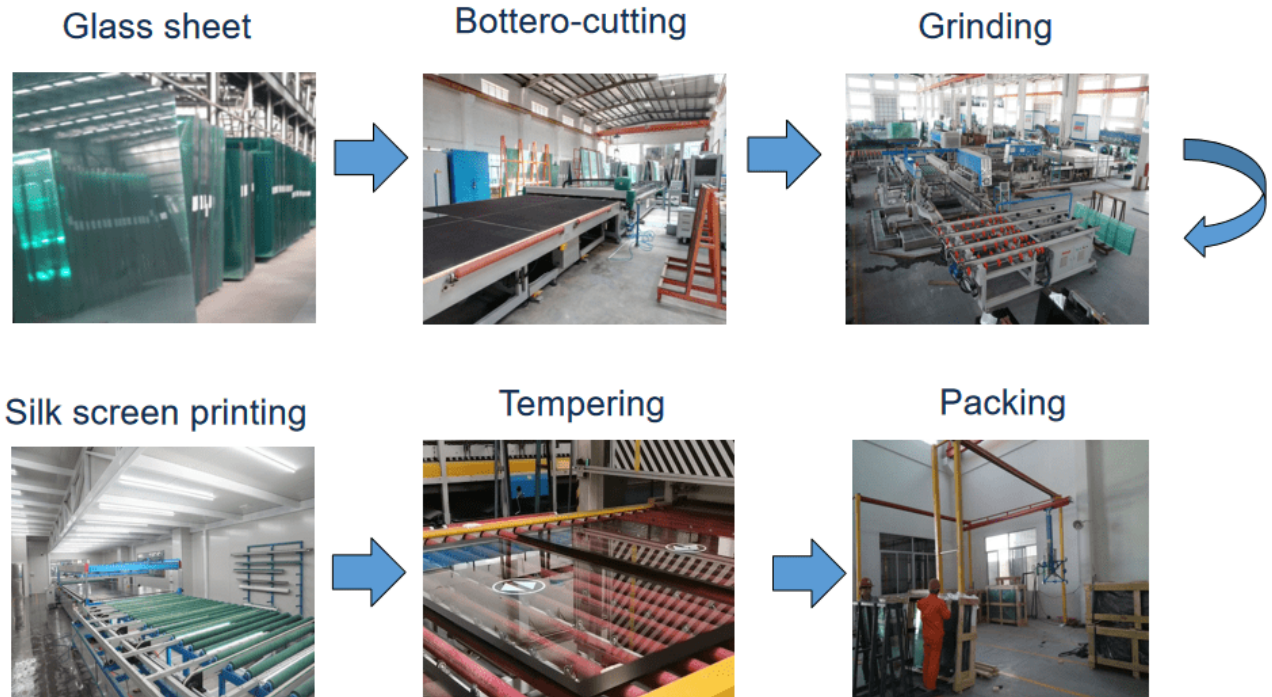 Glass sheet
Bottero-cutting
Grinding
Silk screen printing
Tempering
Packing